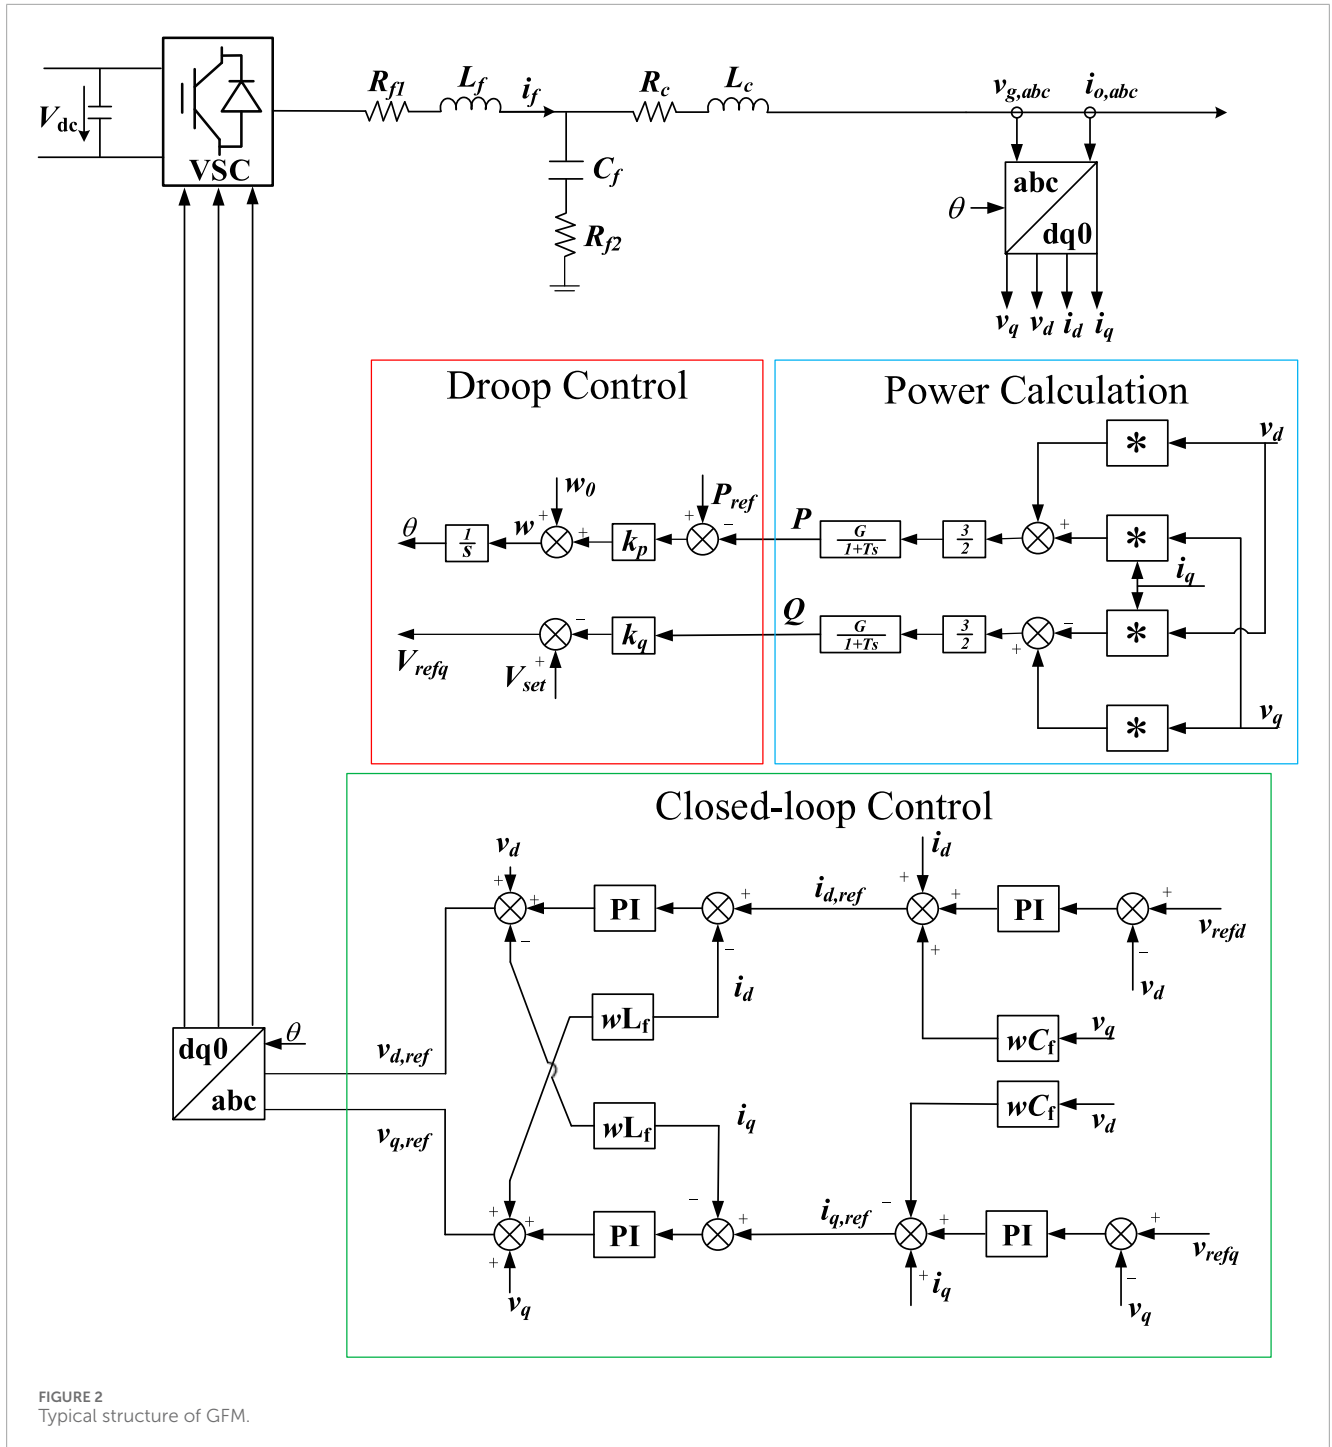 V_dc
VSC
R_f1
L_f
i_f
R_c
L_c
v_g,abc
i_o,abc
C_f
R_f2
θ
abc
dq0
v_q
v_d
i_d
i_q
Droop Control
w_0
P_ref
+
+
+
−
θ
1/s
w
k_p
V_refq
−
+
V_set
k_q
Power Calculation
v_d
*
P
G/1+Ts
3/2
+
*
i_q
Q
G/1+Ts
3/2
−
+
*
*
v_q
Closed-loop Control
v_d
i_d
+
+
−
PI
+
−
i_d,ref
+
+
+
PI
+
−
v_refd
v_d
i_d
wL_f
wC_f
v_q
dq0
abc
θ
v_d,ref
v_q,ref
wL_f
i_q
wC_f
v_d
+
+
+
PI
−
+
i_q,ref
−
+
+
PI
+
−
v_refq
v_q
i_q
v_q
FIGURE 2
Typical structure of GFM.